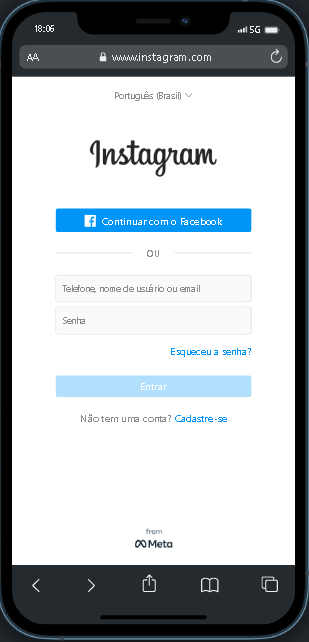 18:06
5G
AA www.instagram.com
Português (Brasil)
Instagram
Continuar com o Facebook
OU
Telefone, nome de usuário ou email
Senha
Esqueceu a senha?
Entrar
Não tem uma conta? Cadastre-se
from
Meta